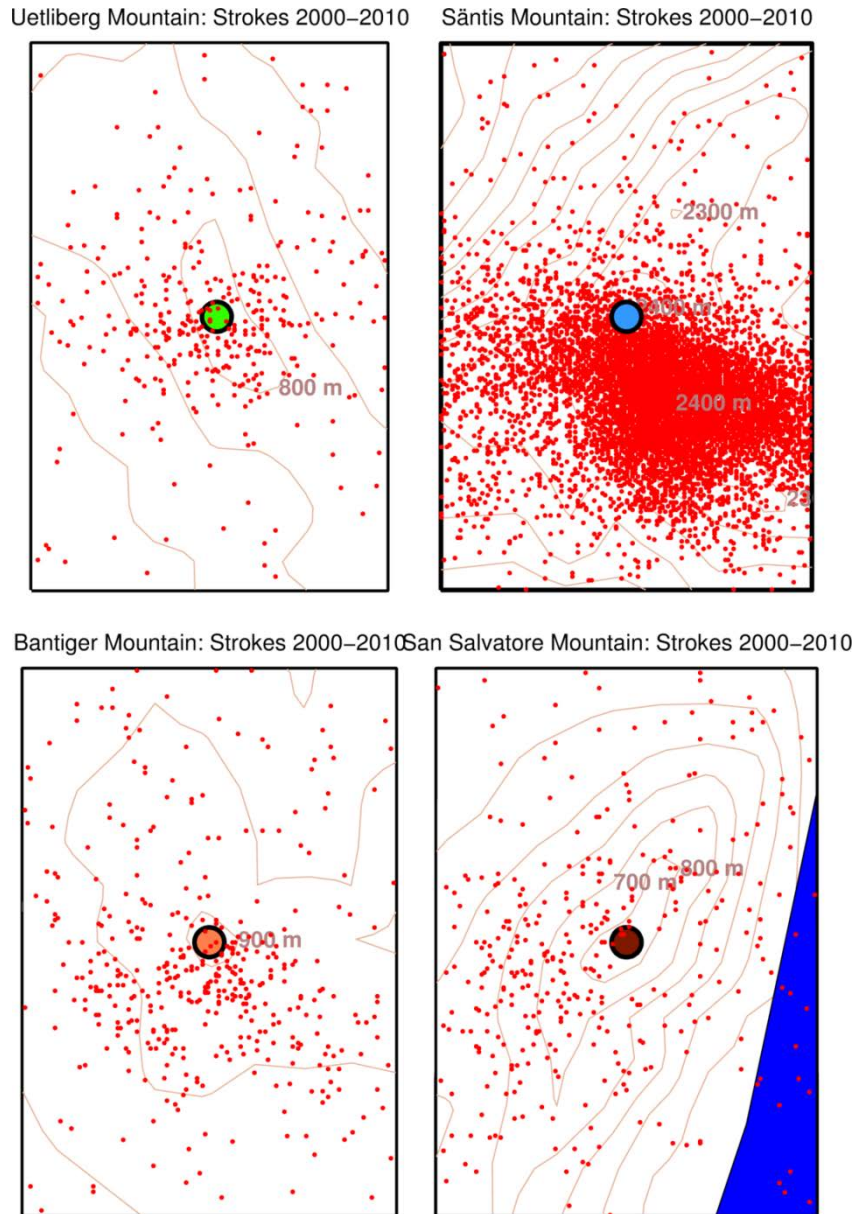 Uetliberg Mountain: Strokes 2000−2010
Säntis Mountain: Strokes 2000−2010
2300 m
2400 m
800 m
2400 m
Bantiger Mountain: Strokes 2000−2010
San Salvatore Mountain: Strokes 2000−2010
800 m
700 m
900 m